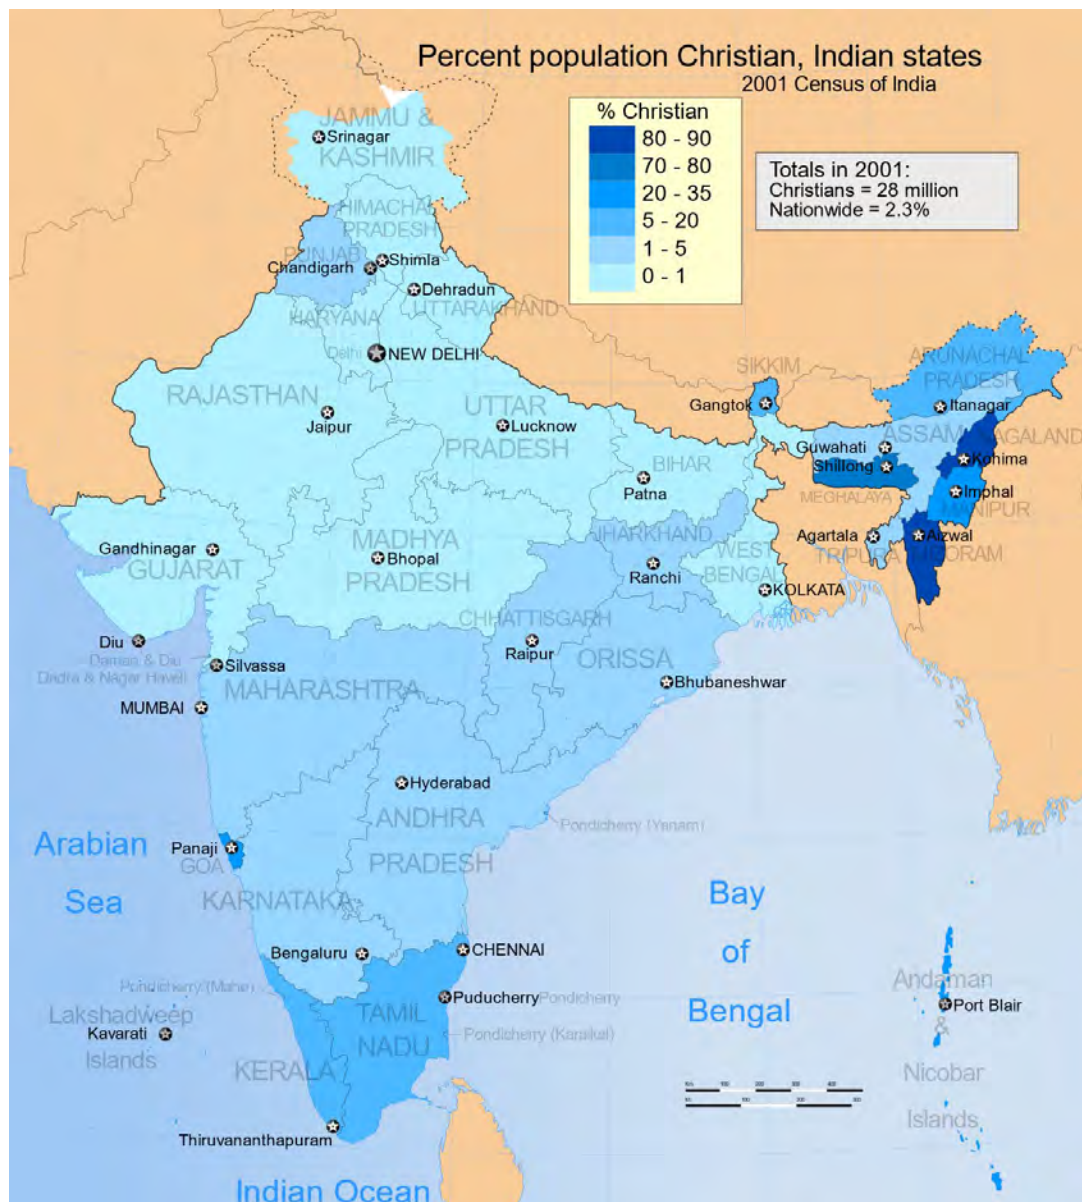 Percent population Christian, Indian states
2001 Census of India
% Christian
80 - 90
70 - 80
20 - 35
5 - 20
1 - 5
0 - 1
Totals in 2001:
Christians = 28 million
Nationwide = 2.3%
JAMMU &
Srinagar
KASHMIR
HIMACHAL
PRADESH
PUNJAB
Shimla
Chandigarh
Dehradun
UTTARAKHAND
HARYANA
Delhi
NEW DELHI
SIKKIM
ARUNACHAL
PRADESH
RAJASTHAN
UTTAR
Gangtok
Itanagar
Jaipur
Lucknow
PRADESH
ASSAM
NAGALAND
Guwahati
BIHAR
Kohima
Shillong
Patna
MEGHALAYA
Imphal
MANIPUR
JHARKHAND
Agartala
Aizwal
MADHYA
Gandhinagar
WEST
TRIPURA
MIZORAM
Bhopal
GUJARAT
Ranchi
BENGAL
PRADESH
KOLKATA
CHHATTISGARH
Diu
Raipur
ORISSA
Daman & Diu
Silvassa
Dadra & Nagar Haveli
MAHARASHTRA
Bhubaneshwar
MUMBAI
Hyderabad
ANDHRA
Pondicherry (Yanam)
Arabian
Panaji
GOA
PRADESH
Sea
KARNATAKA
Bay
Bengaluru
CHENNAI
of
Pondicherry (Mahe)
Andaman
Puducherry
Pondicherry
Port Blair
Lakshadweep
TAMIL
Bengal
&
Kavarati
NADU
Pondicherry (Karaikal)
Islands
KERALA
Nicobar
Islands
Thiruvananthapuram
Indian Ocean